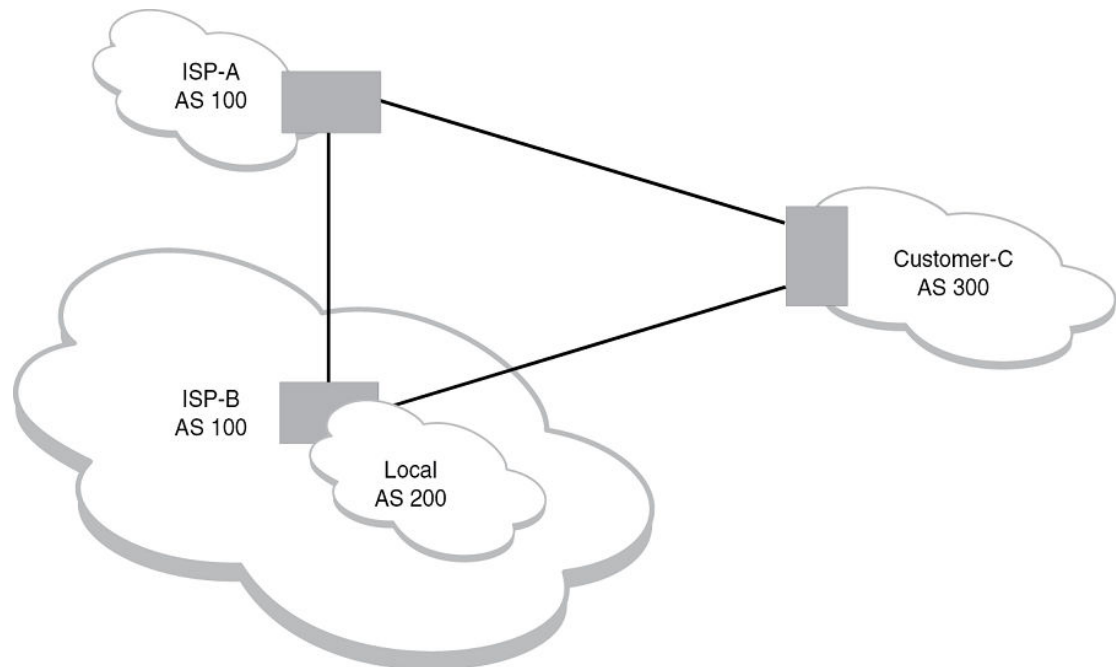 ISP-A
AS 100
Customer-C
AS 300
ISP-B
AS 100
Local
AS 200